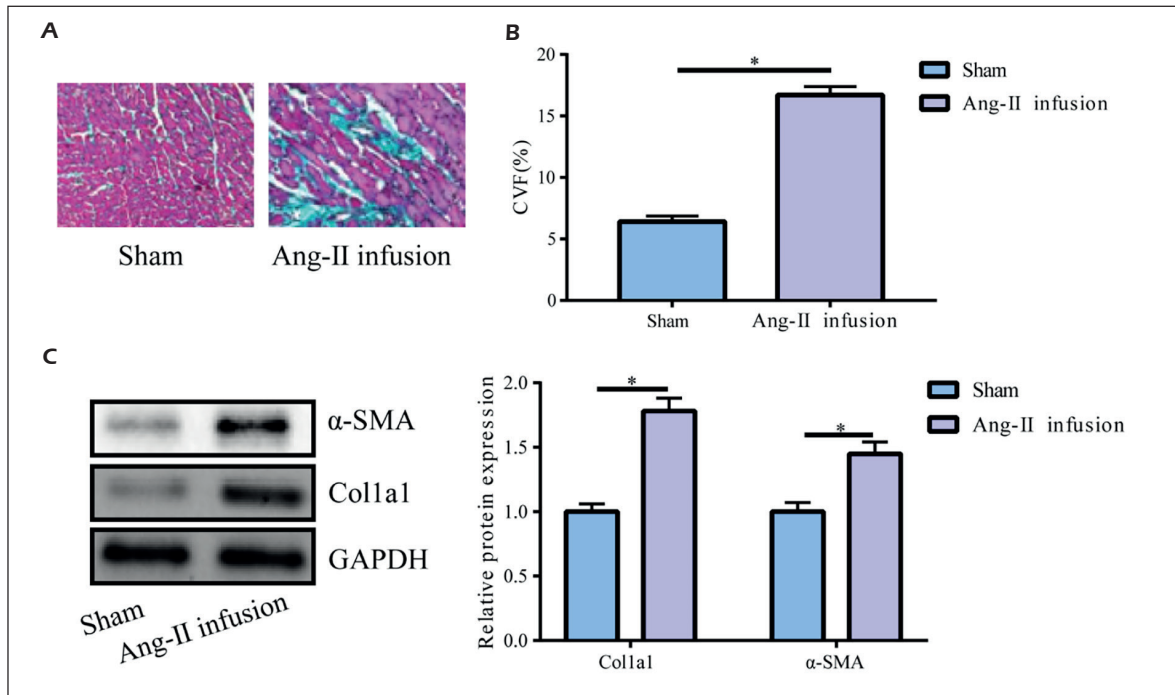 A
Sham
Ang-II infusion
B
20
15
10
5
0
CVF(%)
*
Sham
Ang-II infusion
Sham
Ang-II infusion
C
α-SMA
Col1a1
GAPDH
Sham
Ang-II infusion
2.0
1.5
1.0
0.5
0.0
Relative protein expression
*
*
Col1a1
α-SMA
Sham
Ang-II infusion